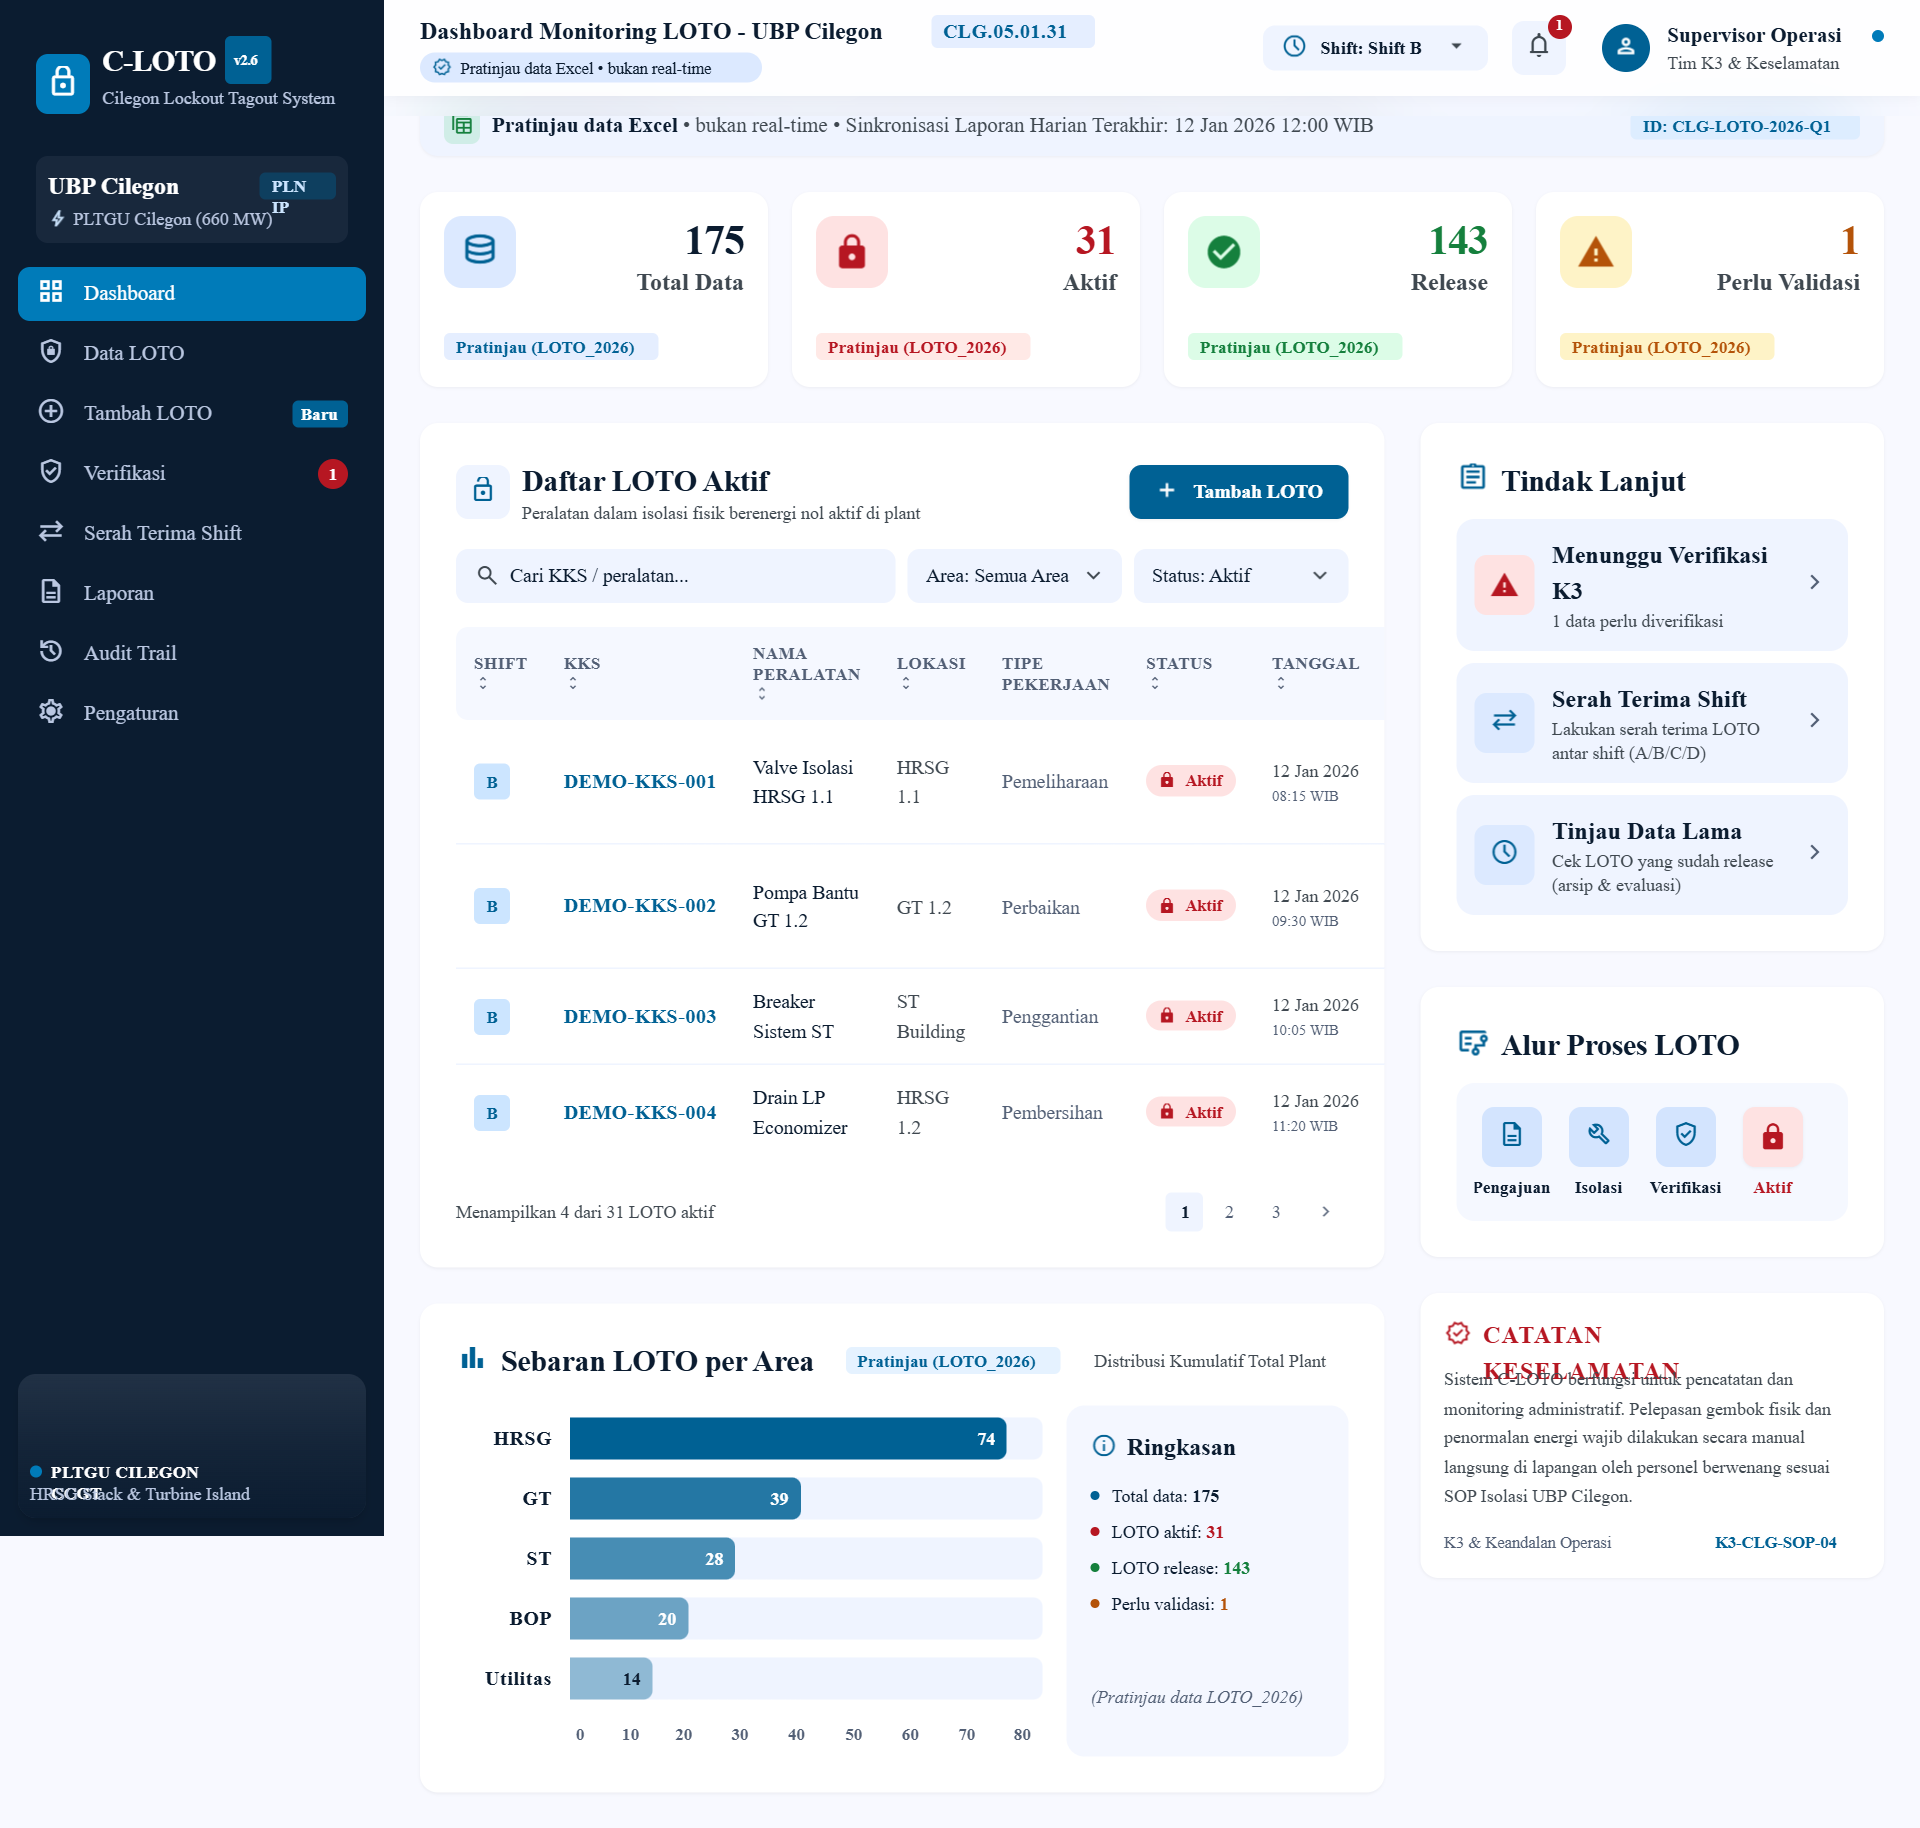 C-LOTO v2.6
Cilegon Lockout Tagout System
UBP Cilegon PLN IP
PLTGU Cilegon (660 MW)
Dashboard
Data LOTO
Tambah LOTO Baru
Verifikasi 1
Serah Terima Shift
Laporan
Audit Trail
Pengaturan
PLTGU CILEGON
CCGT
HRSG Stack & Turbine Island
Dashboard Monitoring LOTO - UBP Cilegon CLG.05.01.31
Pratinjau data Excel • bukan real-time
Shift: Shift B
1
Supervisor Operasi
Tim K3 & Keselamatan
Pratinjau data Excel • bukan real-time • Sinkronisasi Laporan Harian Terakhir: 12 Jan 2026 12:00 WIB ID: CLG-LOTO-2026-Q1
175
Total Data
Pratinjau (LOTO_2026)
31
Aktif
Pratinjau (LOTO_2026)
143
Release
Pratinjau (LOTO_2026)
1
Perlu Validasi
Pratinjau (LOTO_2026)
Daftar LOTO Aktif
Peralatan dalam isolasi fisik berenergi nol aktif di plant
+ Tambah LOTO
Cari KKS / peralatan... Area: Semua Area Status: Aktif
SHIFT KKS NAMA PERALATAN LOKASI TIPE PEKERJAAN STATUS TANGGAL
B DEMO-KKS-001 Valve Isolasi HRSG 1.1 HRSG 1.1 Pemeliharaan Aktif 12 Jan 2026 08:15 WIB
B DEMO-KKS-002 Pompa Bantu GT 1.2 GT 1.2 Perbaikan Aktif 12 Jan 2026 09:30 WIB
B DEMO-KKS-003 Breaker Sistem ST ST Building Penggantian Aktif 12 Jan 2026 10:05 WIB
B DEMO-KKS-004 Drain LP Economizer HRSG 1.2 Pembersihan Aktif 12 Jan 2026 11:20 WIB
Menampilkan 4 dari 31 LOTO aktif 1 2 3
Sebaran LOTO per Area Pratinjau (LOTO_2026) Distribusi Kumulatif Total Plant
HRSG 74
GT 39
ST 28
BOP 20
Utilitas 14
0 10 20 30 40 50 60 70 80
Ringkasan
Total data: 175
LOTO aktif: 31
LOTO release: 143
Perlu validasi: 1
(Pratinjau data LOTO_2026)
Tindak Lanjut
Menunggu Verifikasi
K3
1 data perlu diverifikasi
Serah Terima Shift
Lakukan serah terima LOTO
antar shift (A/B/C/D)
Tinjau Data Lama
Cek LOTO yang sudah release
(arsip & evaluasi)
Alur Proses LOTO
Pengajuan Isolasi Verifikasi Aktif
CATATAN
KESELAMATAN
Sistem C-LOTO berfungsi untuk pencatatan dan
monitoring administratif. Pelepasan gembok fisik dan
penormalan energi wajib dilakukan secara manual
langsung di lapangan oleh personel berwenang sesuai
SOP Isolasi UBP Cilegon.
K3 & Keandalan Operasi K3-CLG-SOP-04